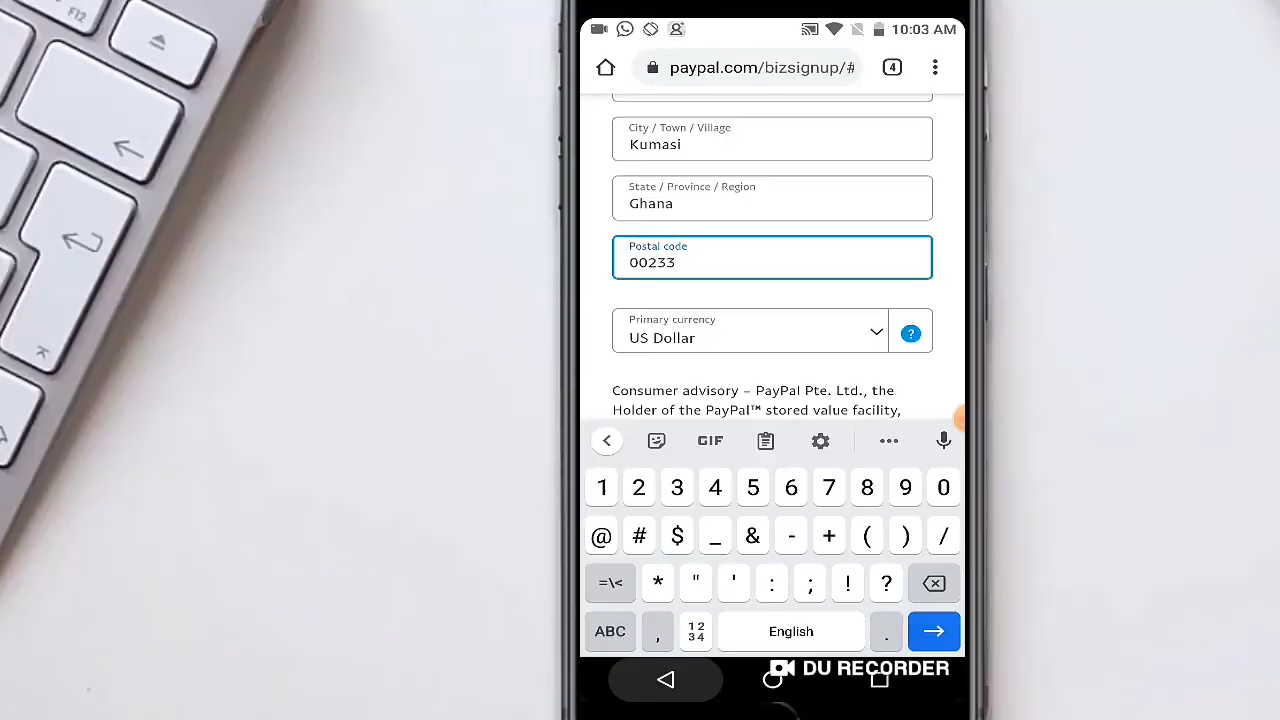 F12
10:03 AM
paypal.com/bizsignup/#
4
City / Town / Village
Kumasi
State / Province / Region
Ghana
Postal code
00233
Primary currency
US Dollar
?
Consumer advisory – PayPal Pte. Ltd., the
Holder of the PayPal™ stored value facility,
GIF
1 2 3 4 5 6 7 8 9 0
@ # $ _ & - + ( ) /
=\< * " ' : ; ! ?
ABC , 12 34 English .
DU RECORDER